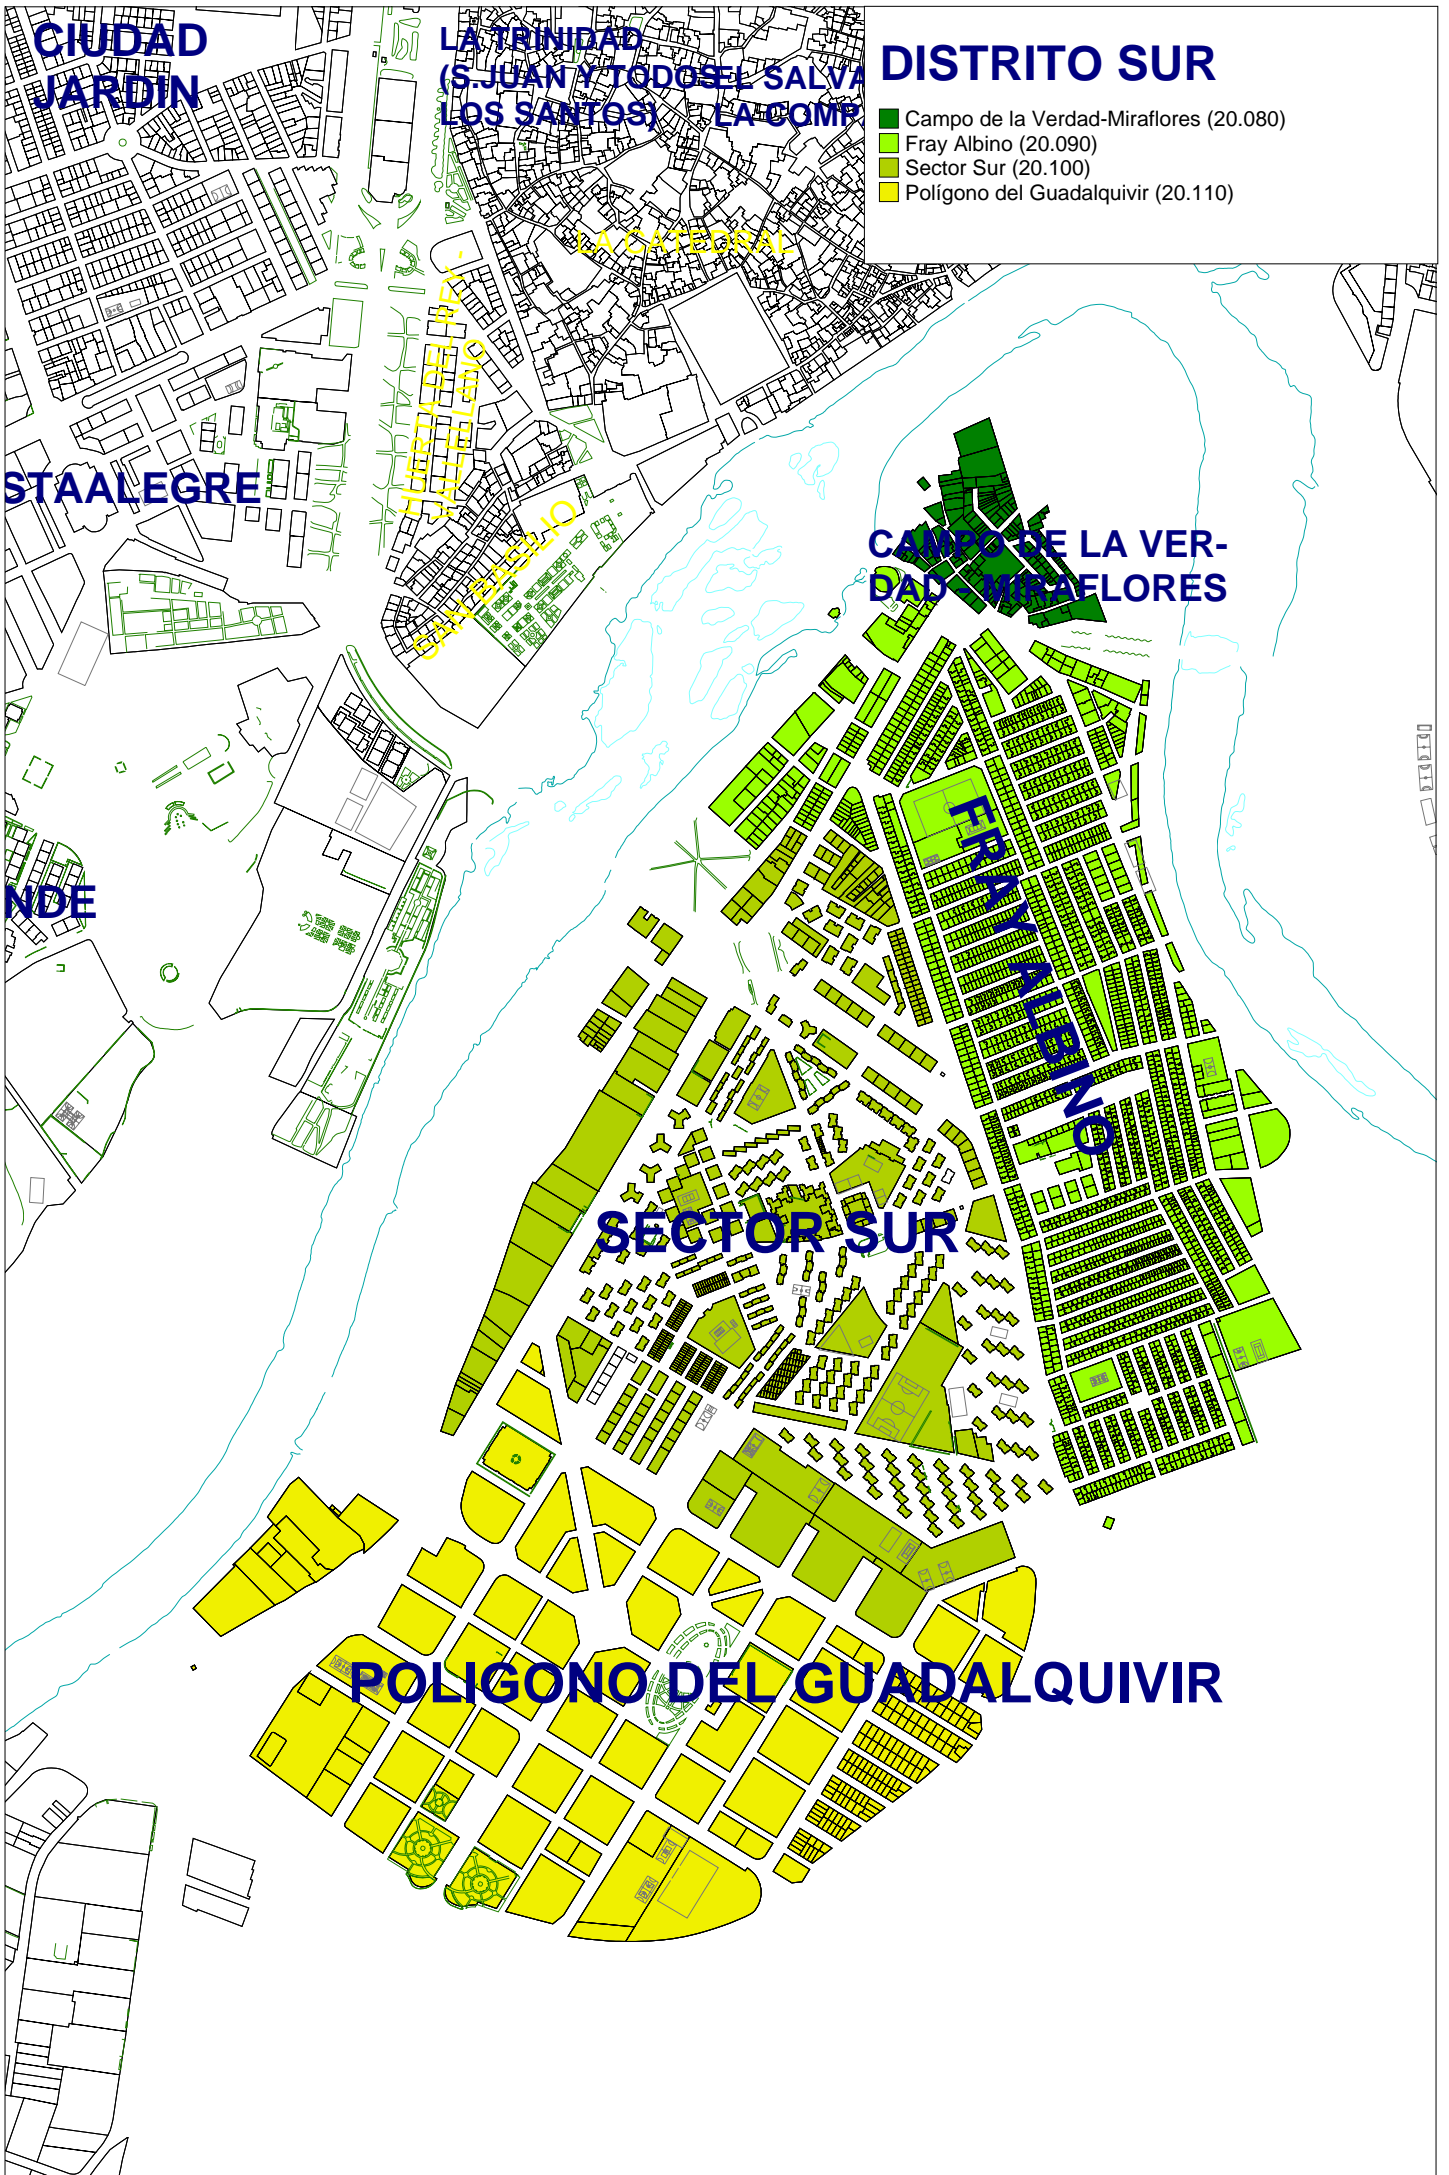 CIUDAD
JARDIN
LA TRINIDAD
(S.JUAN Y TODOS
LOS SANTOS)
EL SALVA
LA COMP
DISTRITO SUR
Campo de la Verdad-Miraflores (20.080)
Fray Albino (20.090)
Sector Sur (20.100)
Polígono del Guadalquivir (20.110)
LA CATEDRAL
HUERTA DEL REY -
VALLELLANO
STAALEGRE
SAN BASILIO
CAMPO DE LA VER-
DAD - MIRAFLORES
NDE
FRAY ALBINO
SECTOR SUR
POLIGONO DEL GUADALQUIVIR